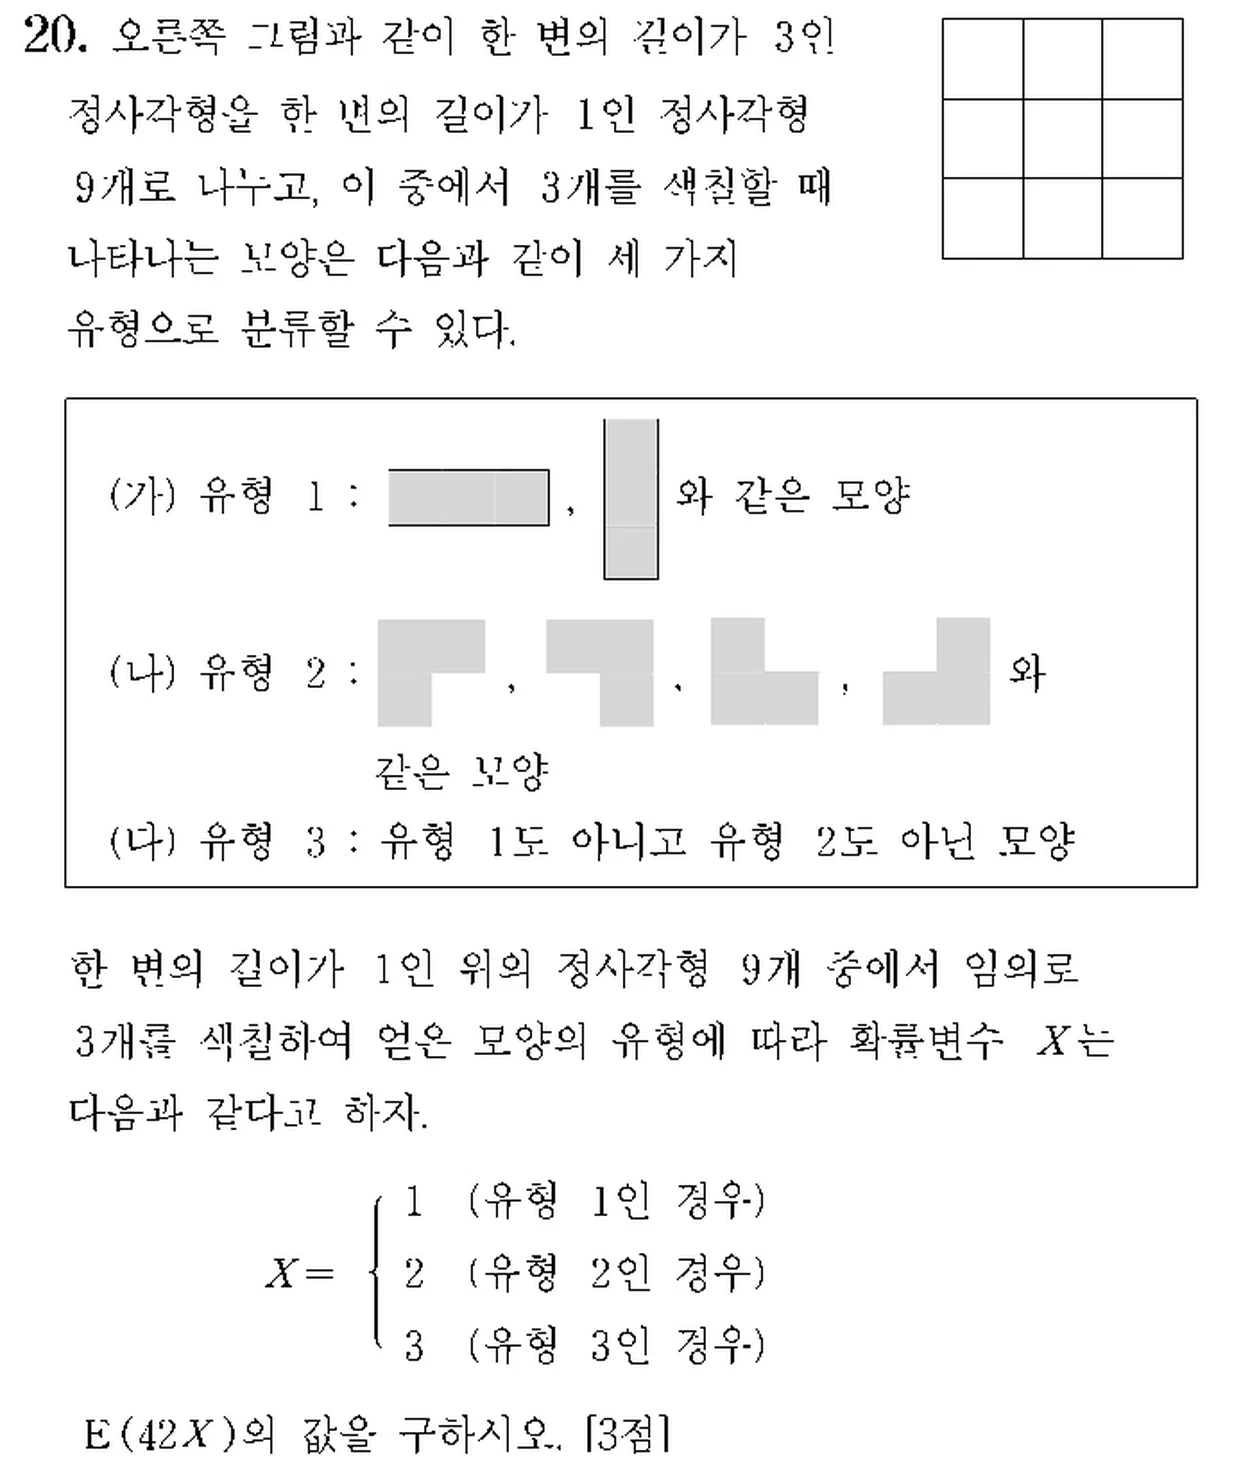 20. 오른쪽 그림과 같이 한 변의 길이가 3인
정사각형을 한 변의 길이가 1인 정사각형
9개로 나누고, 이 중에서 3개를 색칠할 때
나타나는 모양은 다음과 같이 세 가지
유형으로 분류할 수 있다.
(가) 유형 1 : , 와 같은 모양
(나) 유형 2 : , , , 와
같은 모양
(다) 유형 3 : 유형 1도 아니고 유형 2도 아닌 모양
한 변의 길이가 1인 위의 정사각형 9개 중에서 임의로
3개를 색칠하여 얻은 모양의 유형에 따라 확률변수 X는
다음과 같다고 하자.
1 (유형 1인 경우)
X= { 2 (유형 2인 경우)
3 (유형 3인 경우)
E(42X)의 값을 구하시오. [3점]